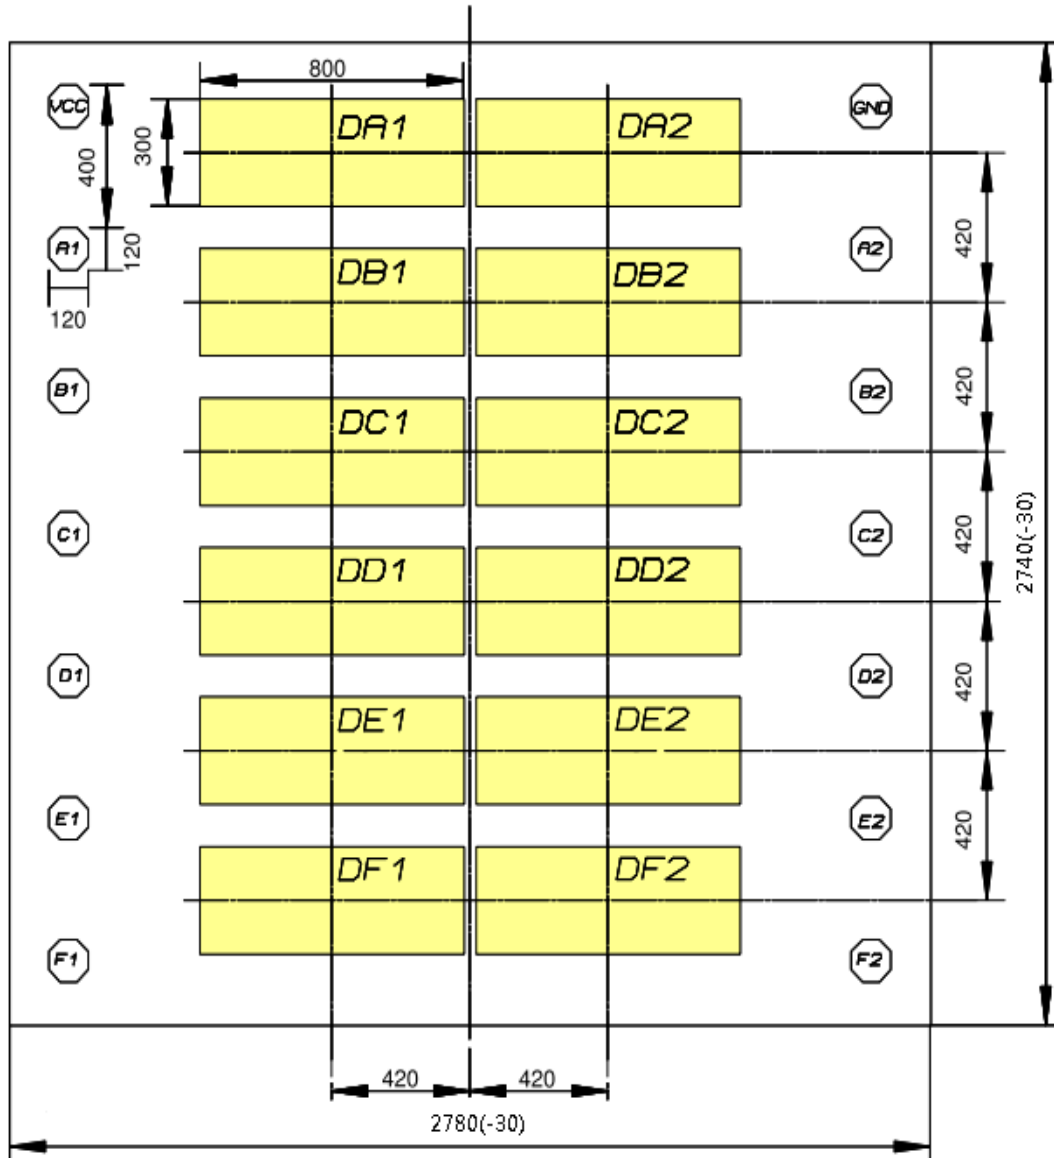 800
VCC
DA1
DA2
GND
300
400
A1
120
120
DB1
DB2
A2
420
B1
DC1
DC2
B2
420
C1
DD1
DD2
C2
420
2740(-30)
D1
DE1
DE2
D2
420
E1
DF1
DF2
E2
420
F1
F2
420
420
2780(-30)